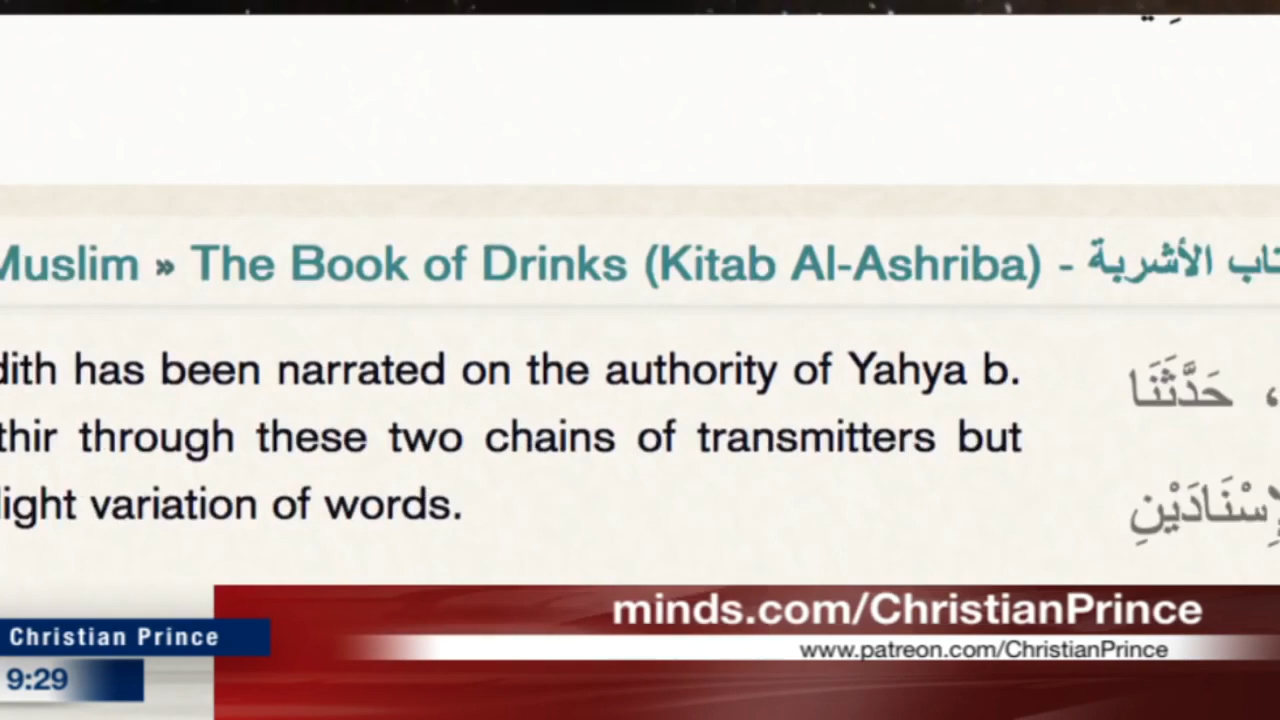 Muslim » The Book of Drinks (Kitab Al-Ashriba) - كتاب الأشربة
dith has been narrated on the authority of Yahya b.
، حَدَّثَنَا
thir through these two chains of transmitters but
light variation of words.
minds.com/ChristianPrince
Christian Prince
www.patreon.com/ChristianPrince
9:29